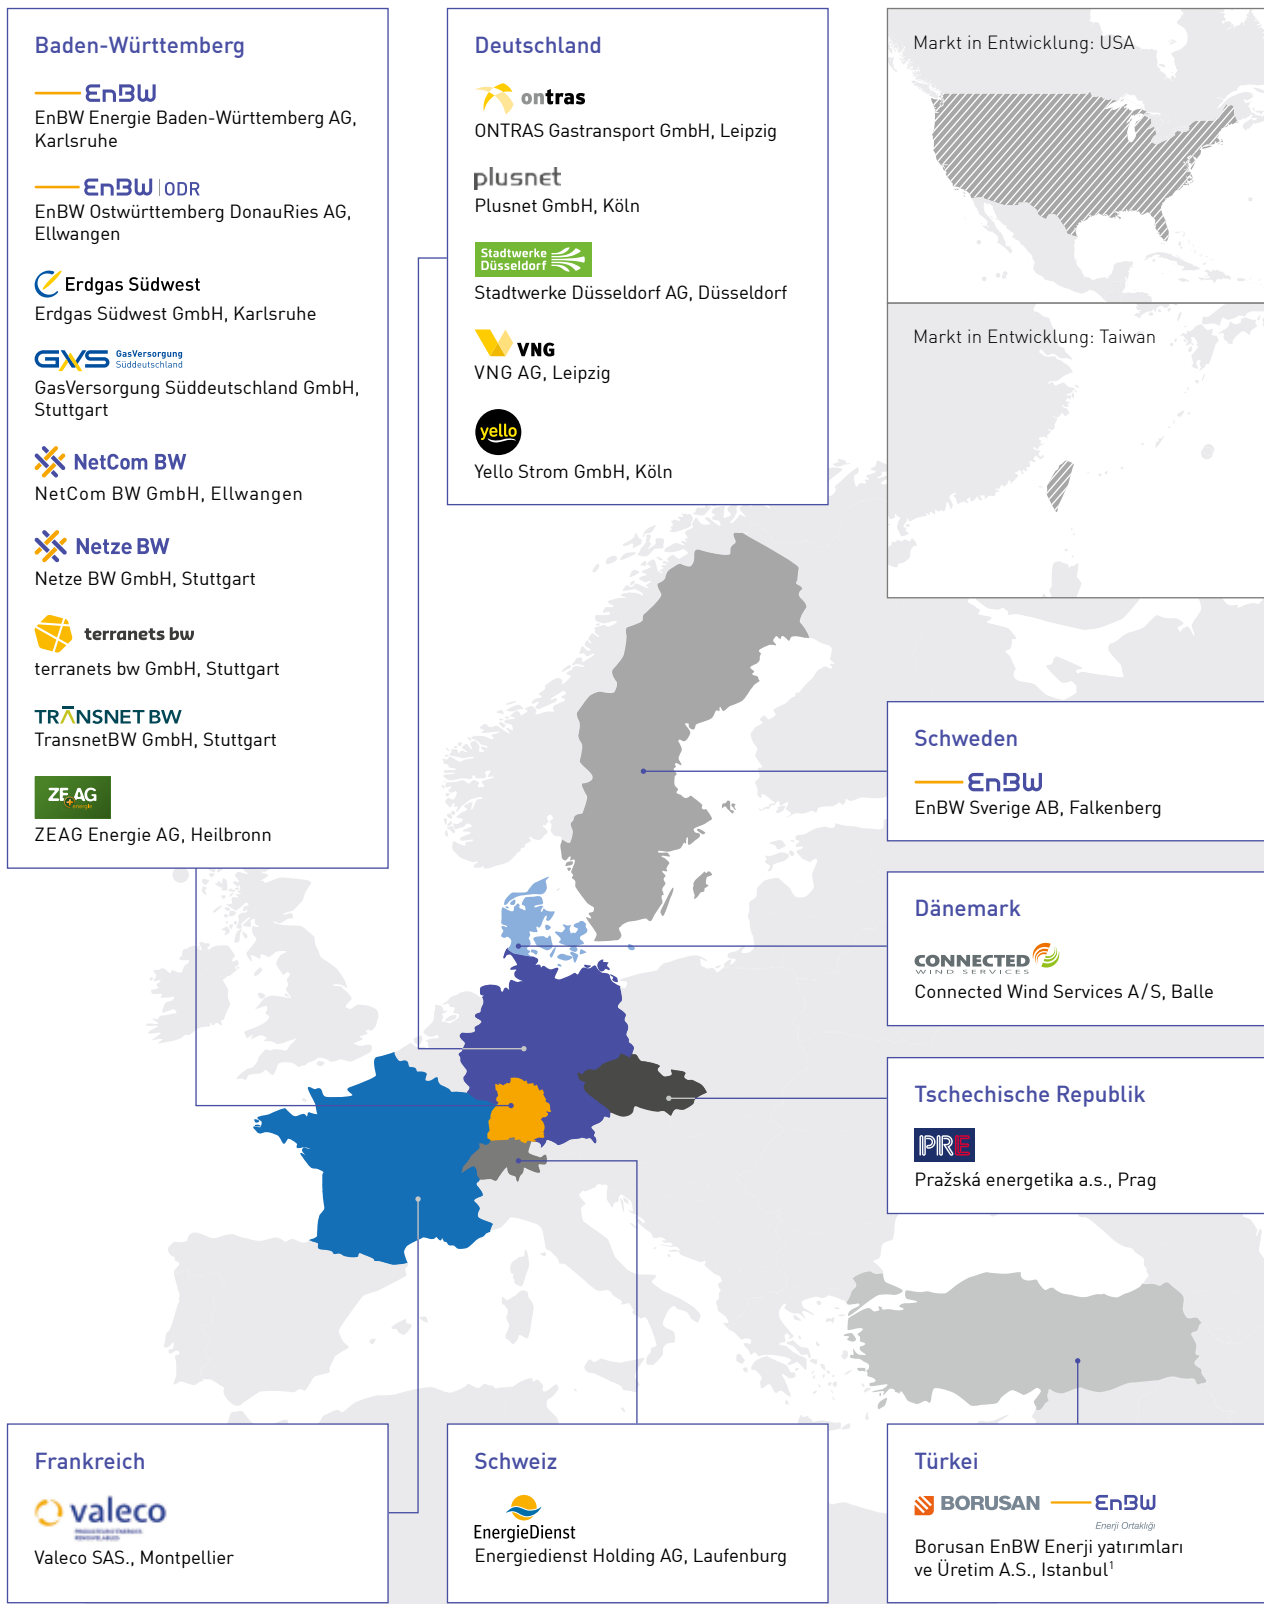 Baden-Württemberg
EnBW
EnBW Energie Baden-Württemberg AG,
Karlsruhe
EnBW | ODR
EnBW Ostwürttemberg DonauRies AG,
Ellwangen
Erdgas Südwest
Erdgas Südwest GmbH, Karlsruhe
GVS GasVersorgung
Süddeutschland
GasVersorgung Süddeutschland GmbH,
Stuttgart
NetCom BW
NetCom BW GmbH, Ellwangen
Netze BW
Netze BW GmbH, Stuttgart
terranets bw
terranets bw GmbH, Stuttgart
TRANSNET BW
TransnetBW GmbH, Stuttgart
ZEAG
energie
ZEAG Energie AG, Heilbronn
Deutschland
ontras
ONTRAS Gastransport GmbH, Leipzig
plusnet
Plusnet GmbH, Köln
Stadtwerke
Düsseldorf
Stadtwerke Düsseldorf AG, Düsseldorf
VNG
VNG AG, Leipzig
yello
Yello Strom GmbH, Köln
Markt in Entwicklung: USA
Markt in Entwicklung: Taiwan
Schweden
EnBW
EnBW Sverige AB, Falkenberg
Dänemark
CONNECTED
WIND SERVICES
Connected Wind Services A/S, Balle
Tschechische Republik
PRE
Pražská energetika a.s., Prag
Frankreich
valeco
Valeco SAS., Montpellier
Schweiz
EnergieDienst
Energiedienst Holding AG, Laufenburg
Türkei
BORUSAN EnBW
Enerji Ortaklığı
Borusan EnBW Enerji yatırımları
ve Üretim A.S., Istanbul¹